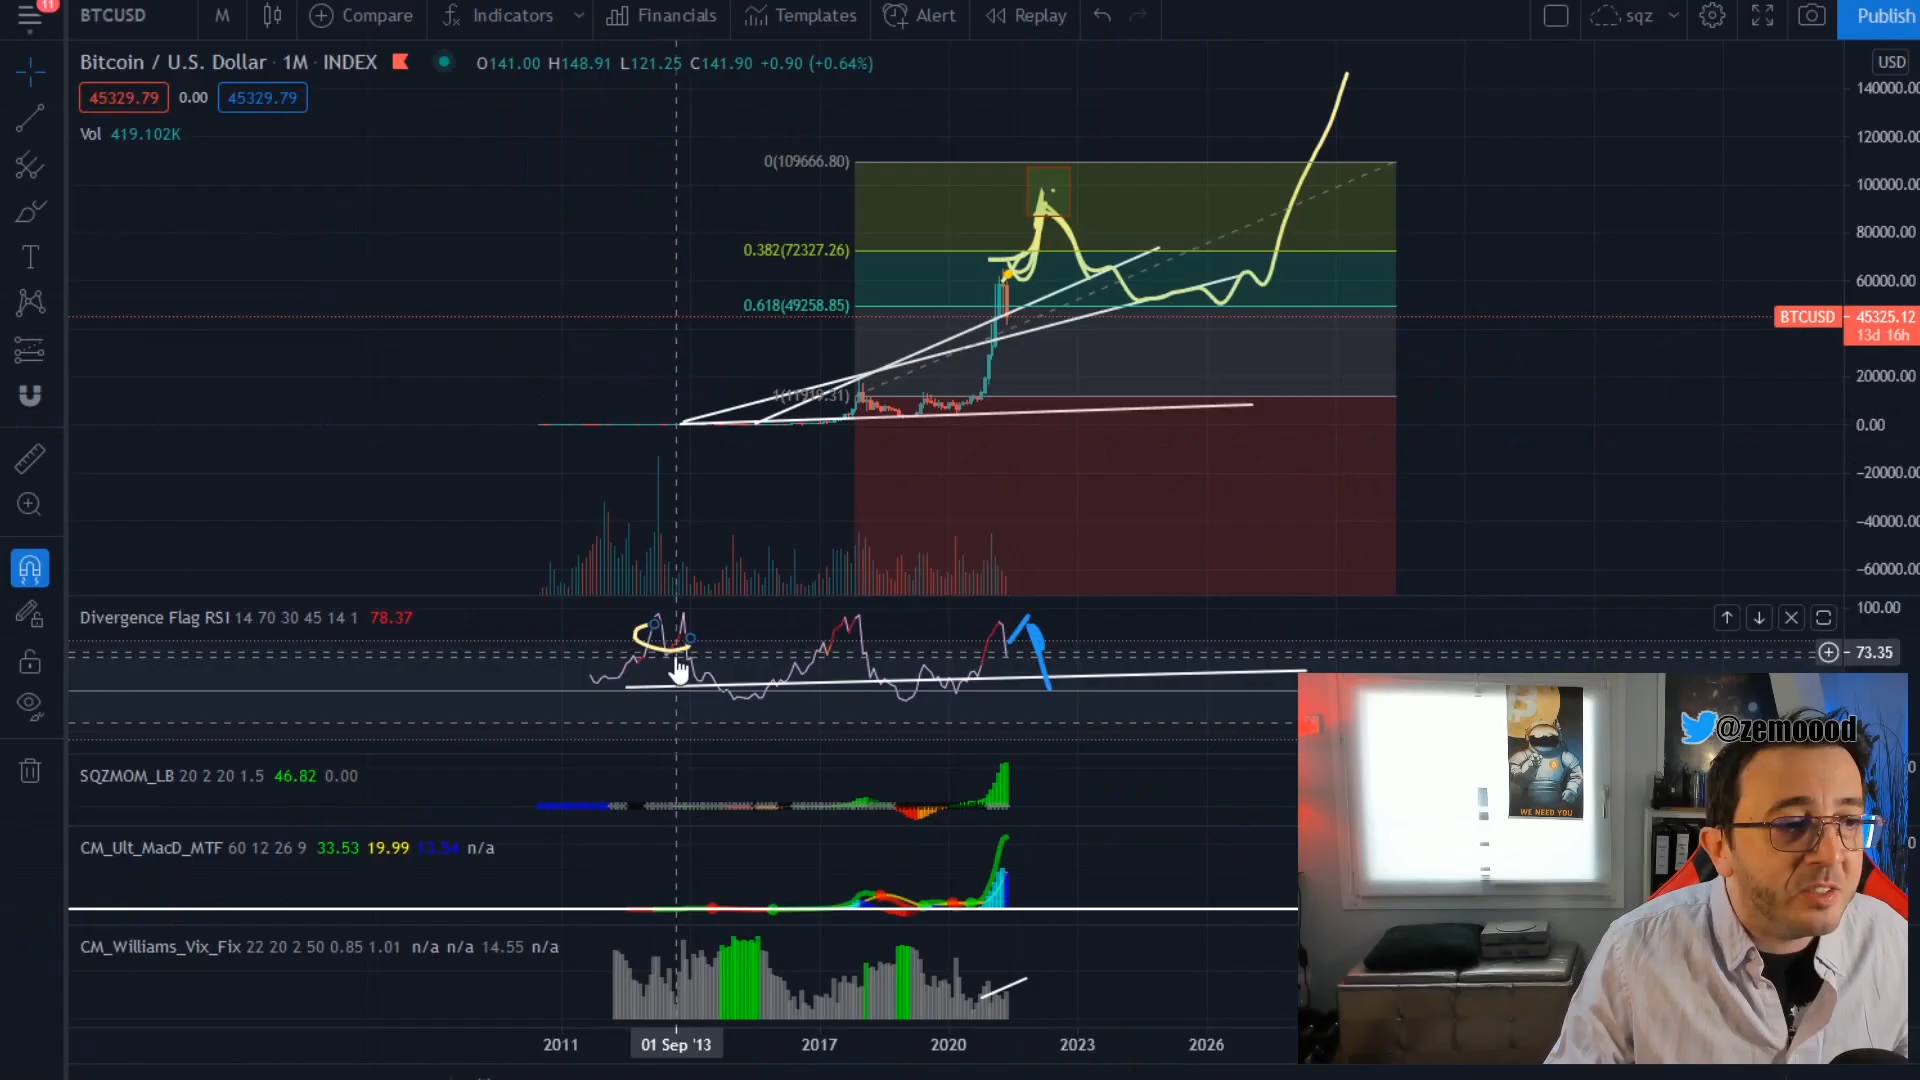 11
BTCUSD M Compare Indicators Financials Templates Alert Replay sqz Publish
Bitcoin / U.S. Dollar · 1M · INDEX O141.00 H148.91 L121.25 C141.90 +0.90 (+0.64%)
USD
45329.79 0.00 45329.79
Vol 419.102K
140000.00
120000.00
0(109666.80)
100000.00
80000.00
0.382(72327.26)
60000.00
0.618(49258.85)
BTCUSD 45325.12
13d 16h
20000.00
1(11919.31)
0.00
−20000.00
−40000.00
−60000.00
Divergence Flag RSI 14 70 30 45 14 1 78.37
100.00
73.35
@zemoood
WE NEED YOU
SQZMOM_LB 20 2 20 1.5 46.82 0.00
CM_Ult_MacD_MTF 60 12 26 9 33.53 19.99 13.54 n/a
CM_Williams_Vix_Fix 22 20 2 50 0.85 1.01 n/a n/a 14.55 n/a
2011 01 Sep '13 2017 2020 2023 2026